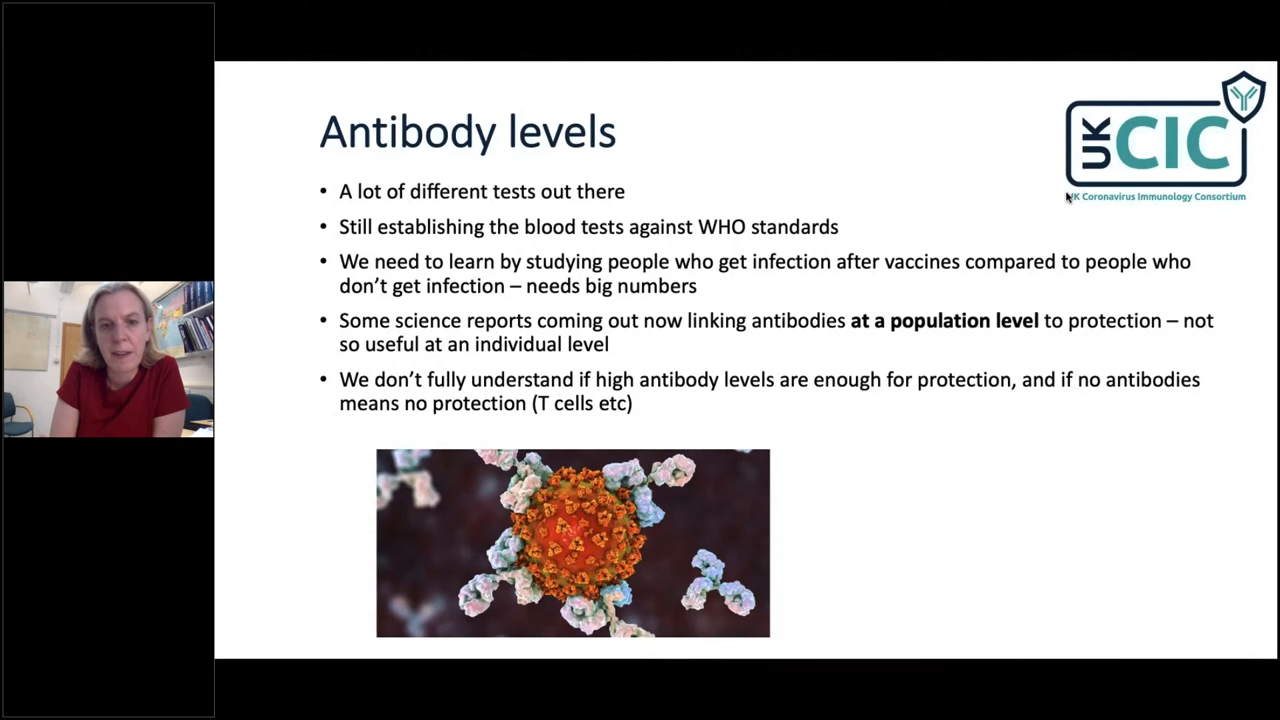 Antibody levels
UK
CIC
UK Coronavirus Immunology Consortium
• A lot of different tests out there
• Still establishing the blood tests against WHO standards
• We need to learn by studying people who get infection after vaccines compared to people who
don’t get infection – needs big numbers
• Some science reports coming out now linking antibodies at a population level to protection – not
so useful at an individual level
• We don’t fully understand if high antibody levels are enough for protection, and if no antibodies
means no protection (T cells etc)